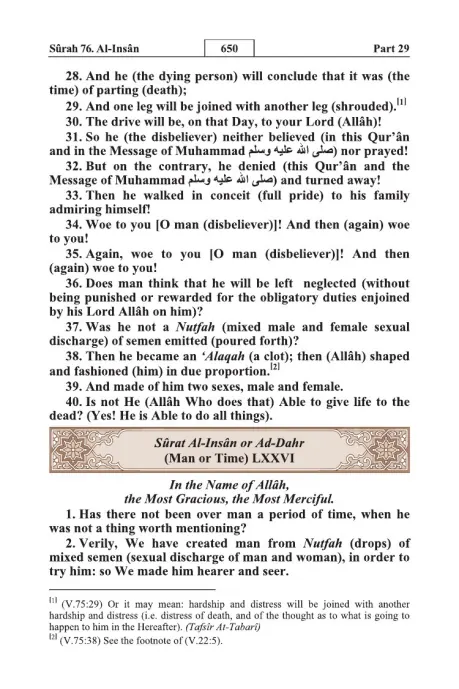 Sûrah 76. Al-Insân 650 Part 29
28. And he (the dying person) will conclude that it was (the
time) of parting (death);
29. And one leg will be joined with another leg (shrouded).[1]
30. The drive will be, on that Day, to your Lord (Allâh)!
31. So he (the disbeliever) neither believed (in this Qur’ân
and in the Message of Muhammad صلى الله عليه وسلم) nor prayed!
32. But on the contrary, he denied (this Qur’ân and the
Message of Muhammad صلى الله عليه وسلم) and turned away!
33. Then he walked in conceit (full pride) to his family
admiring himself!
34. Woe to you [O man (disbeliever)]! And then (again) woe
to you!
35. Again, woe to you [O man (disbeliever)]! And then
(again) woe to you!
36. Does man think that he will be left neglected (without
being punished or rewarded for the obligatory duties enjoined
by his Lord Allâh on him)?
37. Was he not a Nutfah (mixed male and female sexual
discharge) of semen emitted (poured forth)?
38. Then he became an ‘Alaqah (a clot); then (Allâh) shaped
and fashioned (him) in due proportion.[2]
39. And made of him two sexes, male and female.
40. Is not He (Allâh Who does that) Able to give life to the
dead? (Yes! He is Able to do all things).
Sûrat Al-Insân or Ad-Dahr
(Man or Time) LXXVI
In the Name of Allâh,
the Most Gracious, the Most Merciful.
1. Has there not been over man a period of time, when he
was not a thing worth mentioning?
2. Verily, We have created man from Nutfah (drops) of
mixed semen (sexual discharge of man and woman), in order to
try him: so We made him hearer and seer.
[1] (V.75:29) Or it may mean: hardship and distress will be joined with another
hardship and distress (i.e. distress of death, and of the thought as to what is going to
happen to him in the Hereafter). (Tafsîr At-Tabarî)
[2] (V.75:38) See the footnote of (V.22:5).